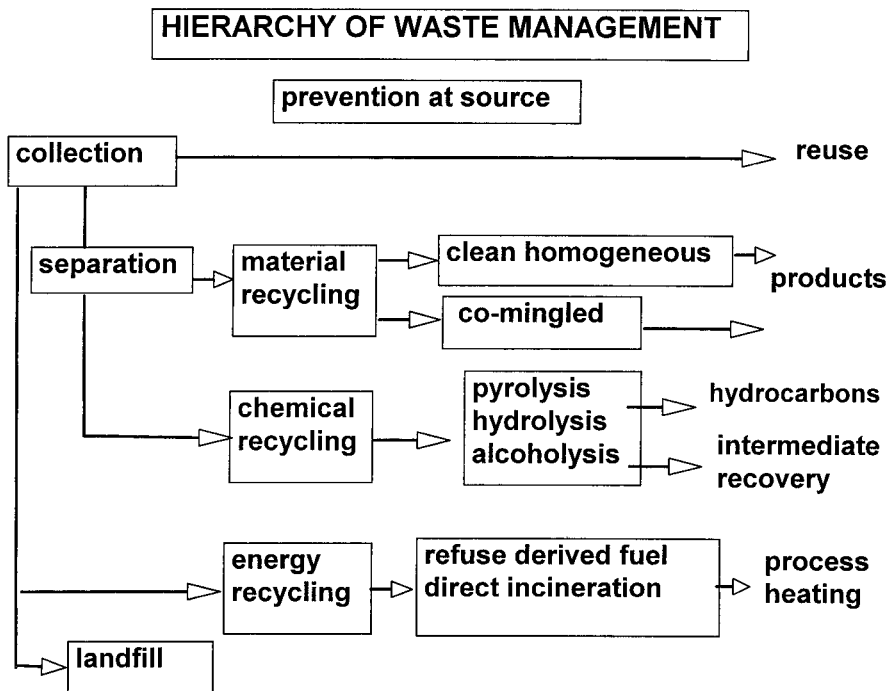 HIERARCHY OF WASTE MANAGEMENT
prevention at source
collection
reuse
separation
material
recycling
clean homogeneous
products
co-mingled
chemical
recycling
pyrolysis
hydrolysis
alcoholysis
hydrocarbons
intermediate
recovery
energy
recycling
refuse derived fuel
direct incineration
process
heating
landfill